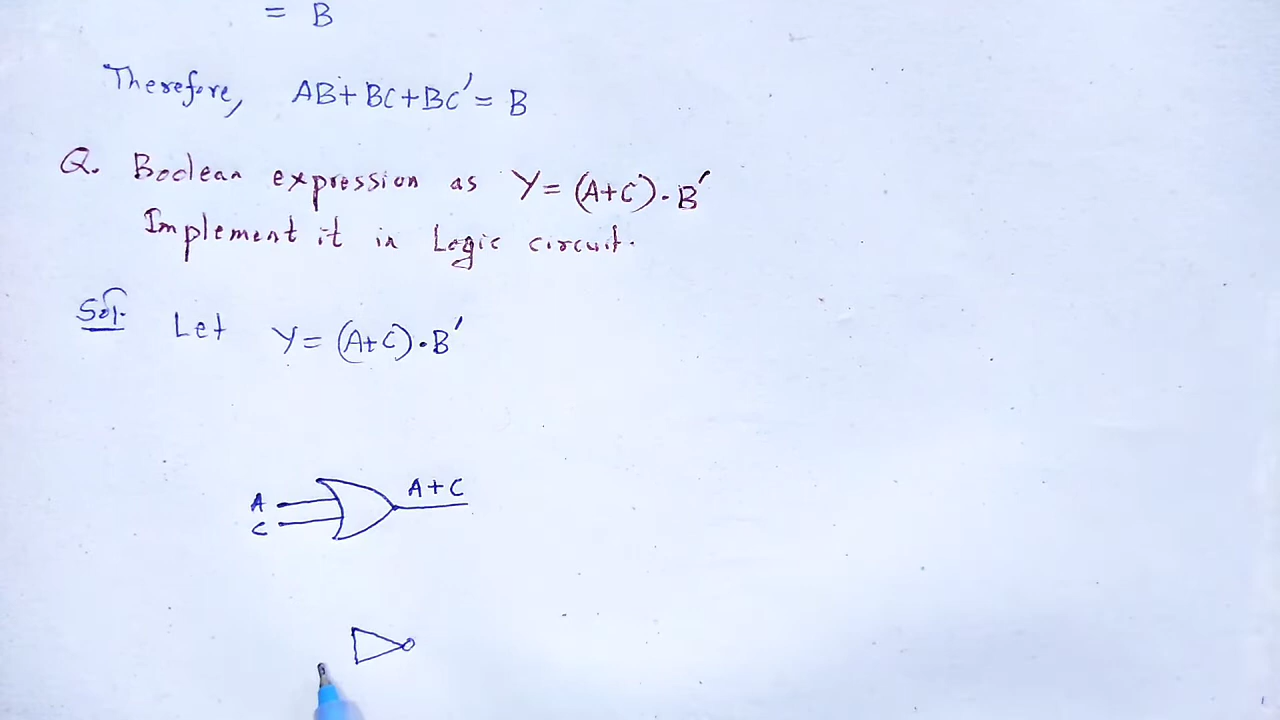 = B
Therefore, AB+BC+BC′ = B
Q. Boolean expression as Y = (A+C)·B′
Implement it in Logic circuit.
Sol. Let Y = (A+C)·B′
A+C
A
C